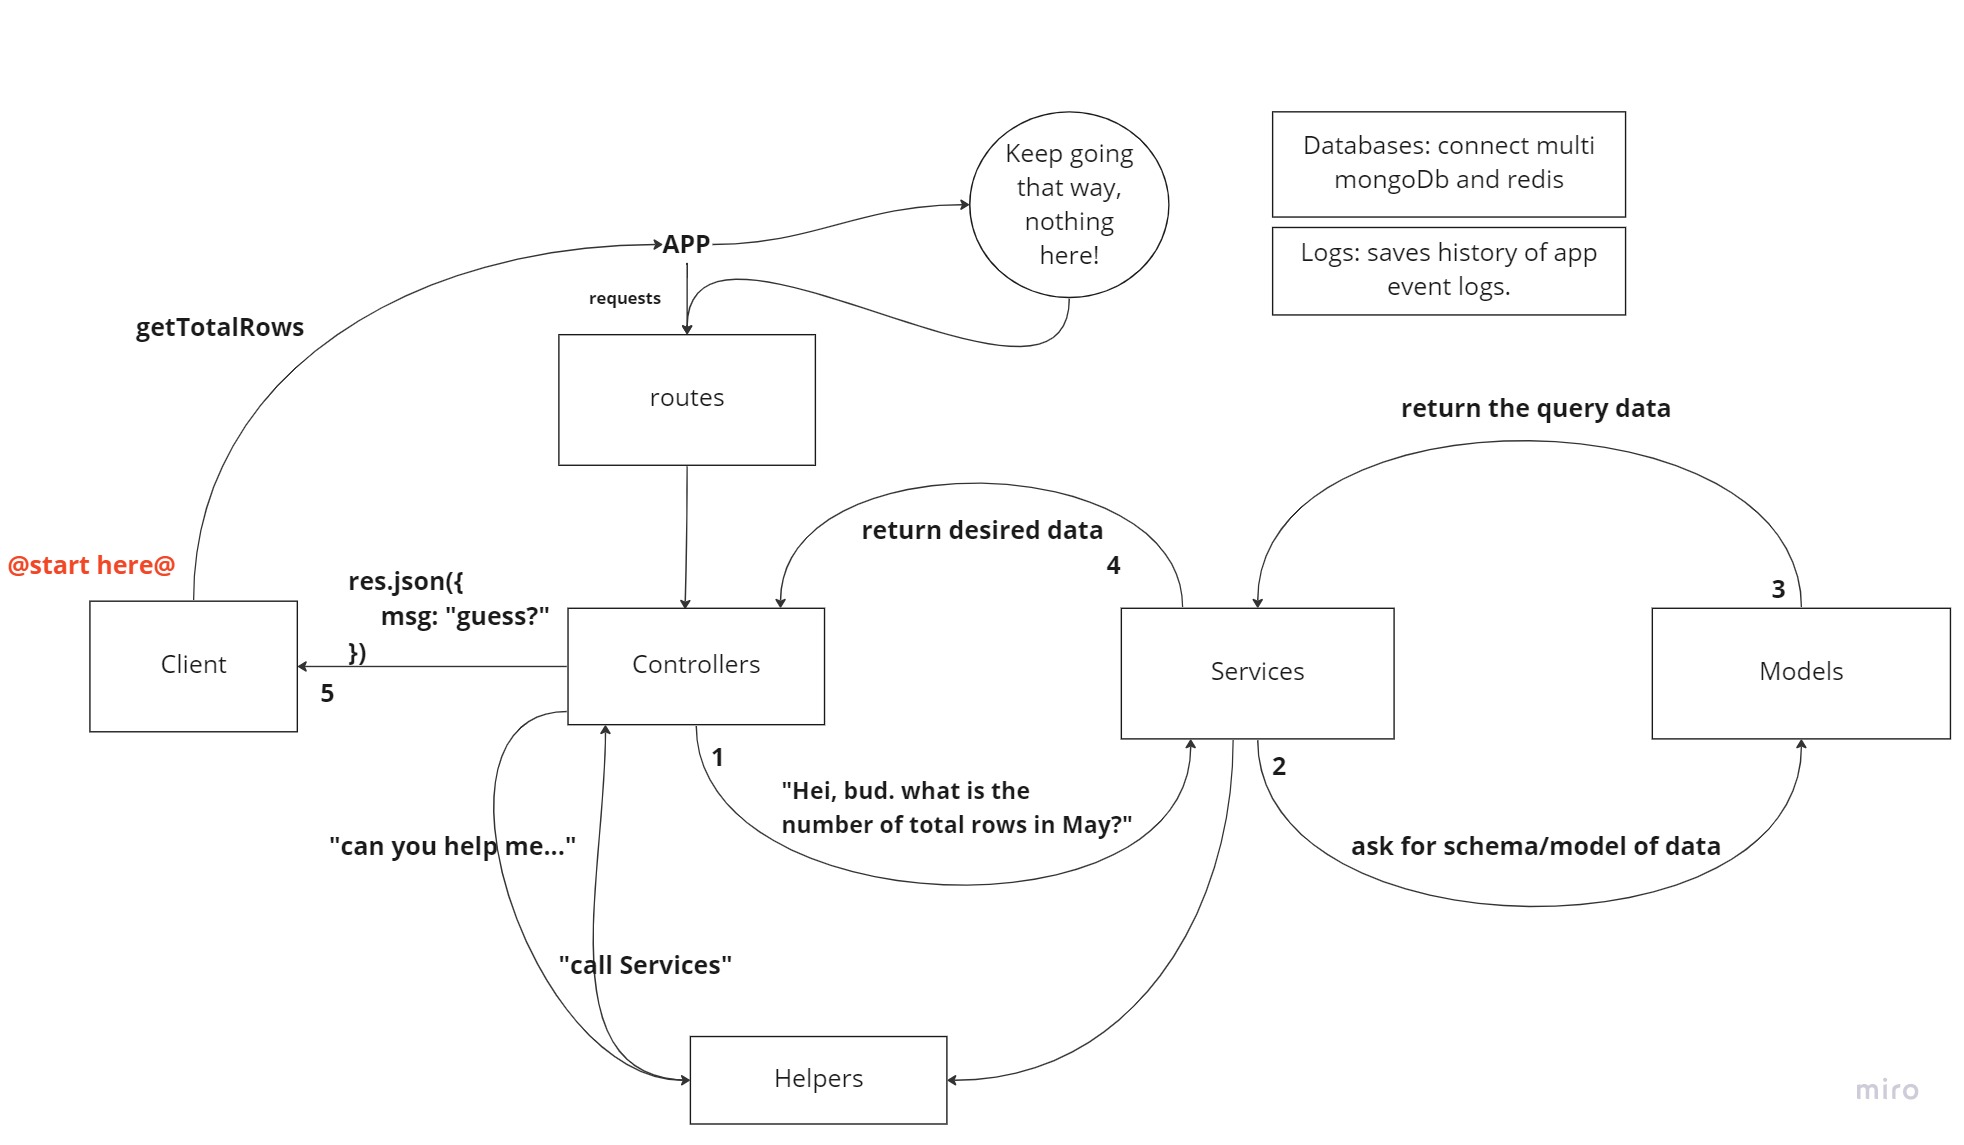 Keep going
that way,
nothing
here!
Databases: connect multi
mongoDb and redis
Logs: saves history of app
event logs.
APP
requests
getTotalRows
routes
return the query data
return desired data
4
@start here@
res.json({
msg: "guess?"
})
3
Client
Controllers
Services
Models
5
1
2
"Hei, bud. what is the
number of total rows in May?"
"can you help me..."
ask for schema/model of data
"call Services"
Helpers
miro